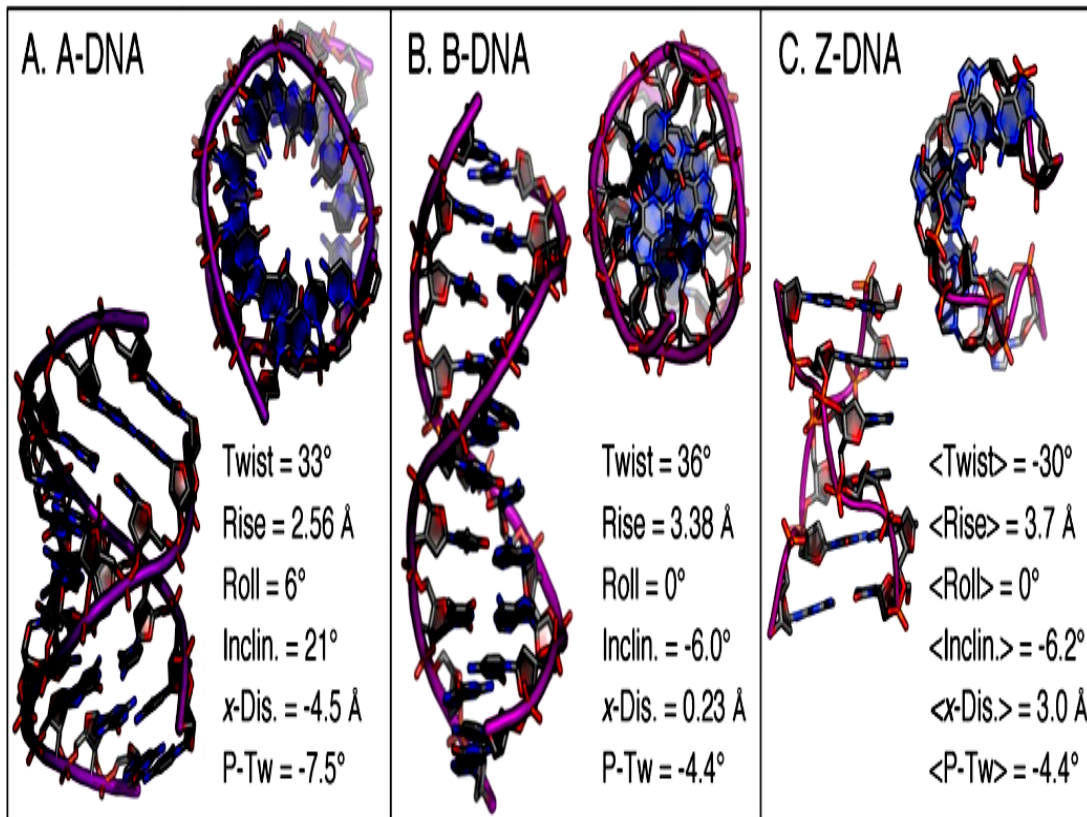 A. A-DNA
Twist = 33°
Rise = 2.56 Å
Roll = 6°
Inclin. = 21°
x-Dis. = -4.5 Å
P-Tw = -7.5°
B. B-DNA
Twist = 36°
Rise = 3.38 Å
Roll = 0°
Inclin. = -6.0°
x-Dis. = 0.23 Å
P-Tw = -4.4°
C. Z-DNA
<Twist> = -30°
<Rise> = 3.7 Å
<Roll> = 0°
<Inclin.> = -6.2°
<x-Dis.> = 3.0 Å
<P-Tw> = -4.4°